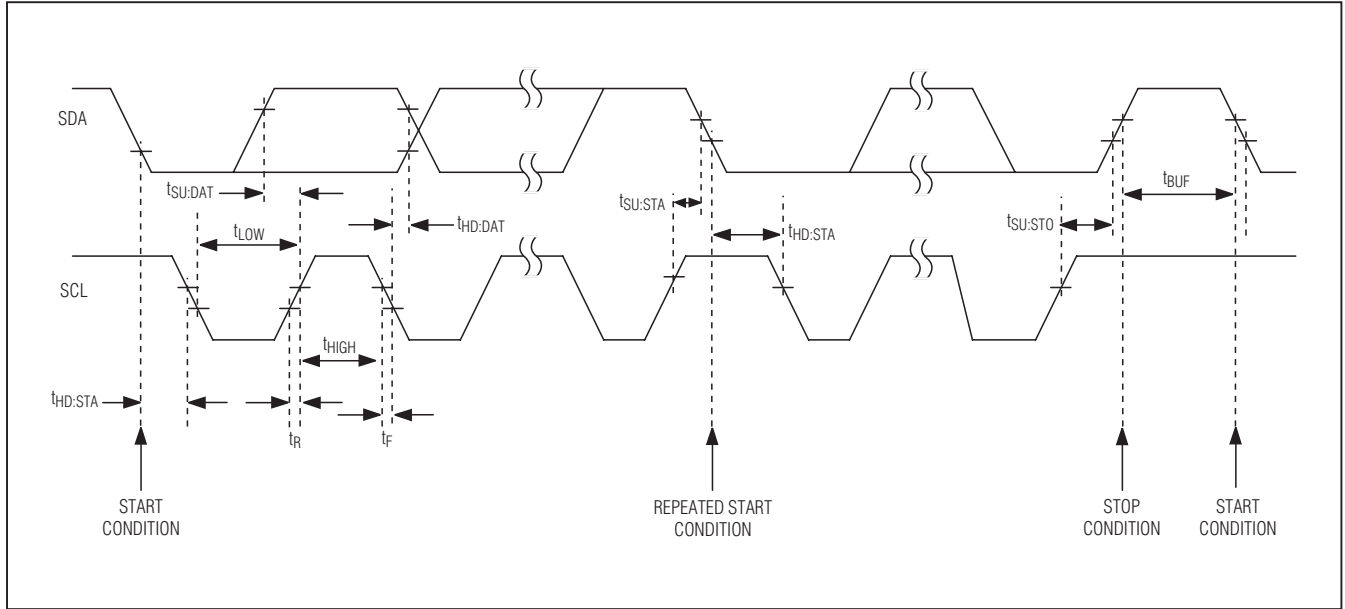 SDA
tSU:DAT
tHD:DAT
tLOW
tSU:STA
tHD:STA
tSU:STO
tBUF
SCL
tHIGH
tHD:STA
tR
tF
START
CONDITION
REPEATED START
CONDITION
STOP
CONDITION
START
CONDITION